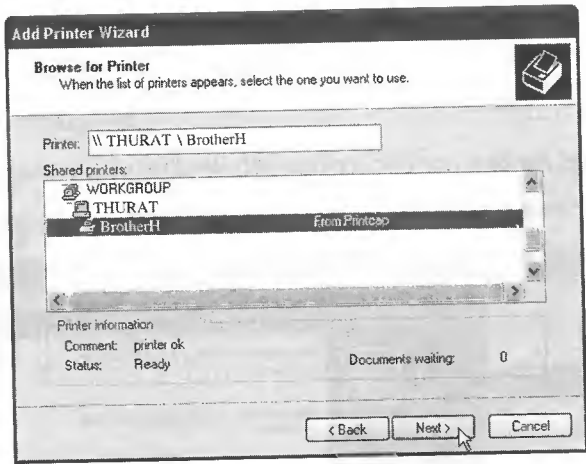 Add Printer Wizard
Browse for Printer
When the list of printers appears, select the one you want to use.
Printer: \\ THURAT \ BrotherH
Shared printers:
WORKGROUP
THURAT
BrotherH From Printcap
Printer information
Comment: printer ok
Status: Ready Documents waiting: 0
< Back Next > Cancel